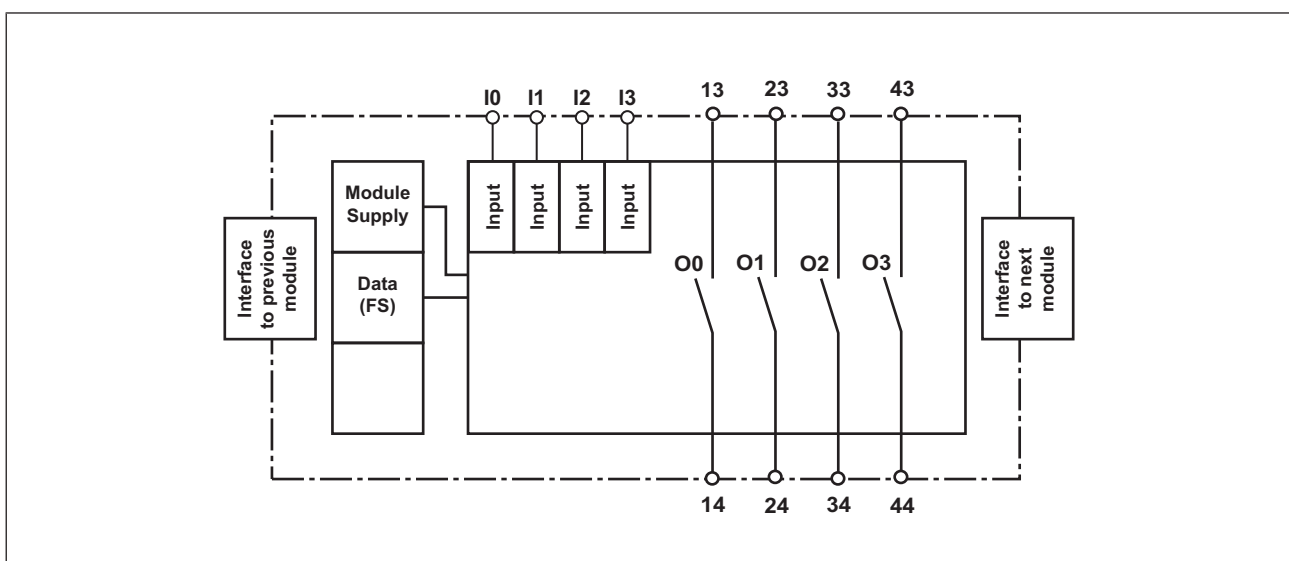 I0 I1 I2 I3 13 23 33 43
Interface
to previous
module
Module
Supply
Data
(FS)
Input
Input
Input
Input
O0 O1 O2 O3
Interface
to next
module
14 24 34 44